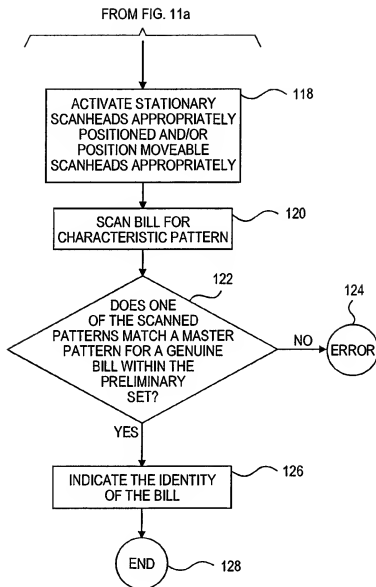 FROM FIG. 11a
ACTIVATE STATIONARY
SCANHEADS APPROPRIATELY
POSITIONED AND/OR
POSITION MOVEABLE
SCANHEADS APPROPRIATELY
118
SCAN BILL FOR
CHARACTERISTIC PATTERN
120
122
DOES ONE
OF THE SCANNED
PATTERNS MATCH A MASTER
PATTERN FOR A GENUINE
BILL WITHIN THE
PRELIMINARY
SET?
NO
124
ERROR
YES
INDICATE THE IDENTITY
OF THE BILL
126
END
128